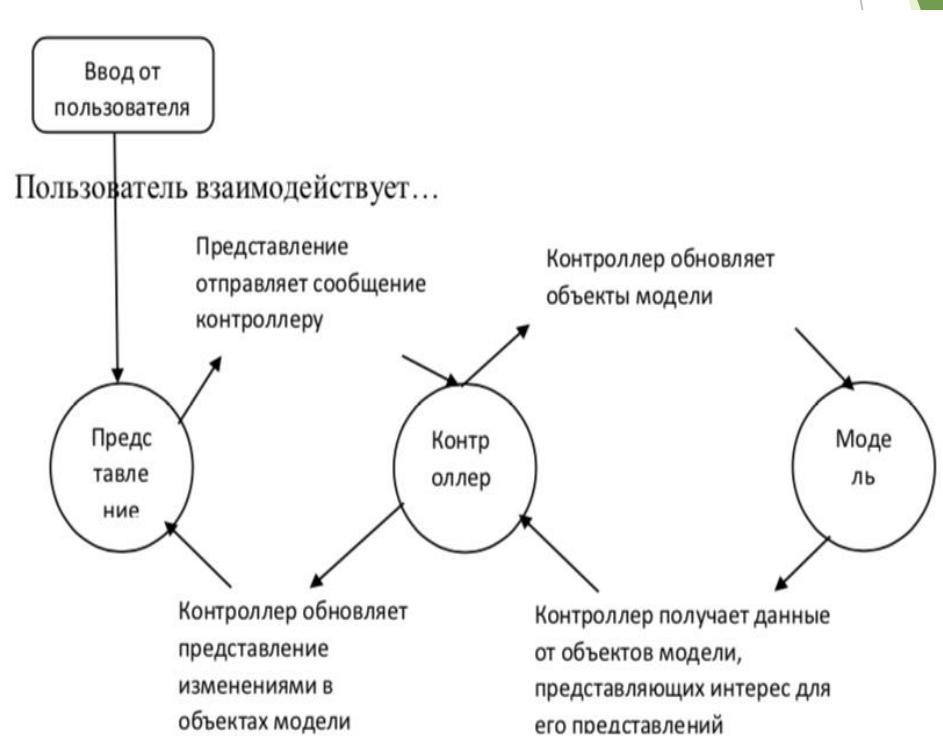 Ввод от
пользователя
Пользователь взаимодействует…
Представление
отправляет сообщение
контроллеру
Контроллер обновляет
объекты модели
Предс
тавле
ние
Контр
оллер
Моде
ль
Контроллер обновляет
представление
изменениями в
объектах модели
Контроллер получает данные
от объектов модели,
представляющих интерес для
его представлений